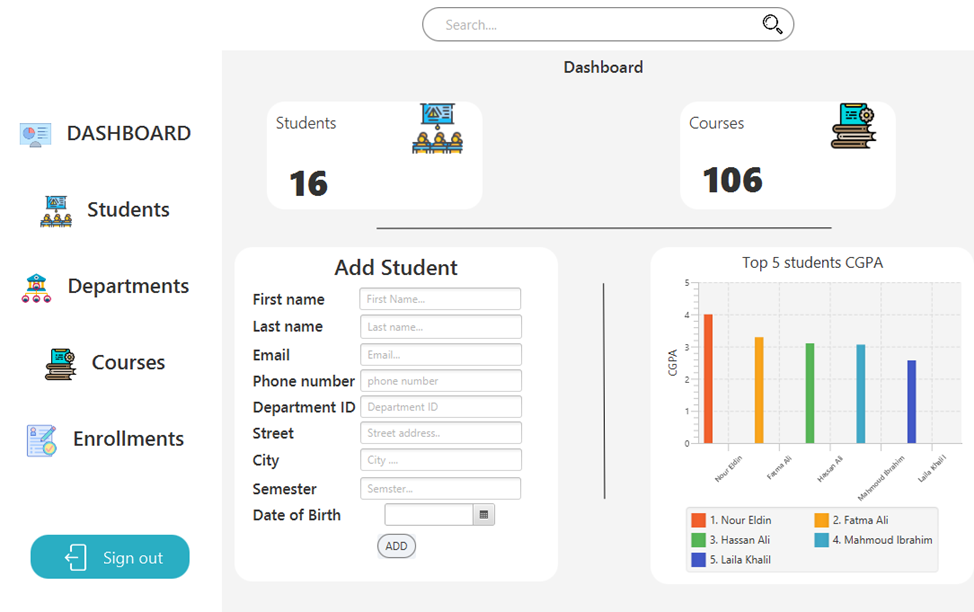 Search....
Dashboard
DASHBOARD
Students
Departments
Courses
Enrollments
Sign out
Students
16
Courses
106
Add Student
First name
First Name...
Last name
Last name...
Email
Email...
Phone number
phone number
Department ID
Department ID
Street
Street address..
City
City ....
Semester
Semster...
Date of Birth
ADD
Top 5 students CGPA
CGPA
5
4
3
2
1
0
Nour Eldin
Fatma Ali
Hassan Ali
Mahmoud Ibrahim
Laila Khalil
1. Nour Eldin
2. Fatma Ali
3. Hassan Ali
4. Mahmoud Ibrahim
5. Laila Khalil